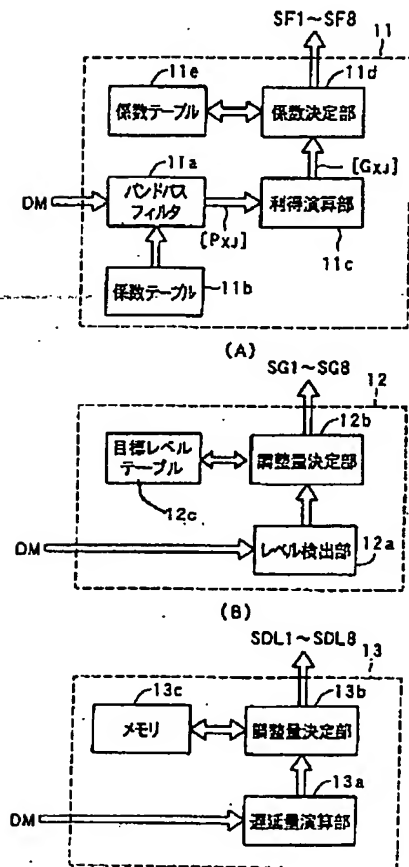 SF1～SF8
11
11e
11d
係数テーブル
係数決定部
11a
[GXJ]
DM
バンドパス
フィルタ
利得演算部
[PXJ]
11c
係数テーブル
11b
(A)
SG1～SG8
12
12b
目標レベル
テーブル
調整量決定部
12c
DM
レベル検出部
12a
(B)
SDL1～SDL8
13
13c
13b
メモリ
調整量決定部
13a
DM
遅延量演算部